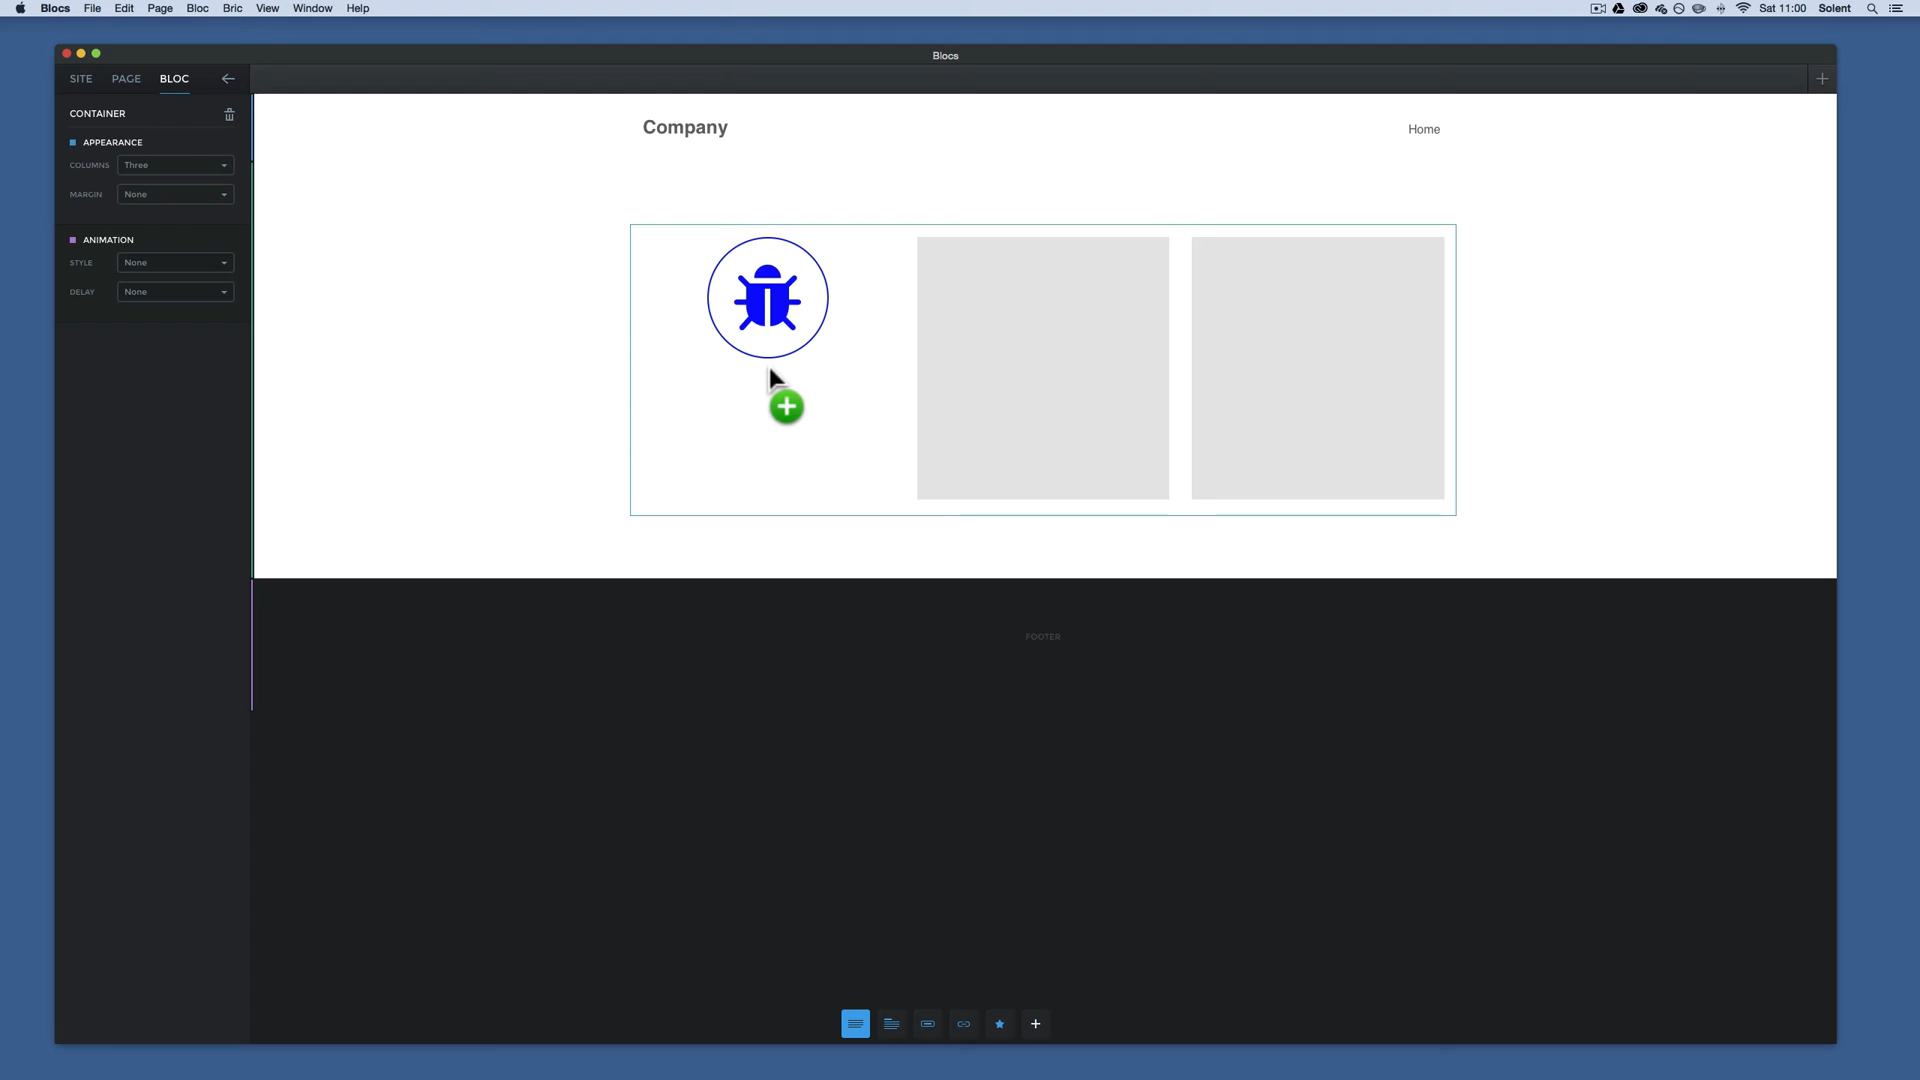 Blocs File Edit Page Bloc Bric View Window Help Sat 11:00 Solent
Blocs
SITE PAGE BLOC
CONTAINER
APPEARANCE
COLUMNS Three
MARGIN None
ANIMATION
STYLE None
DELAY None
Company Home
FOOTER